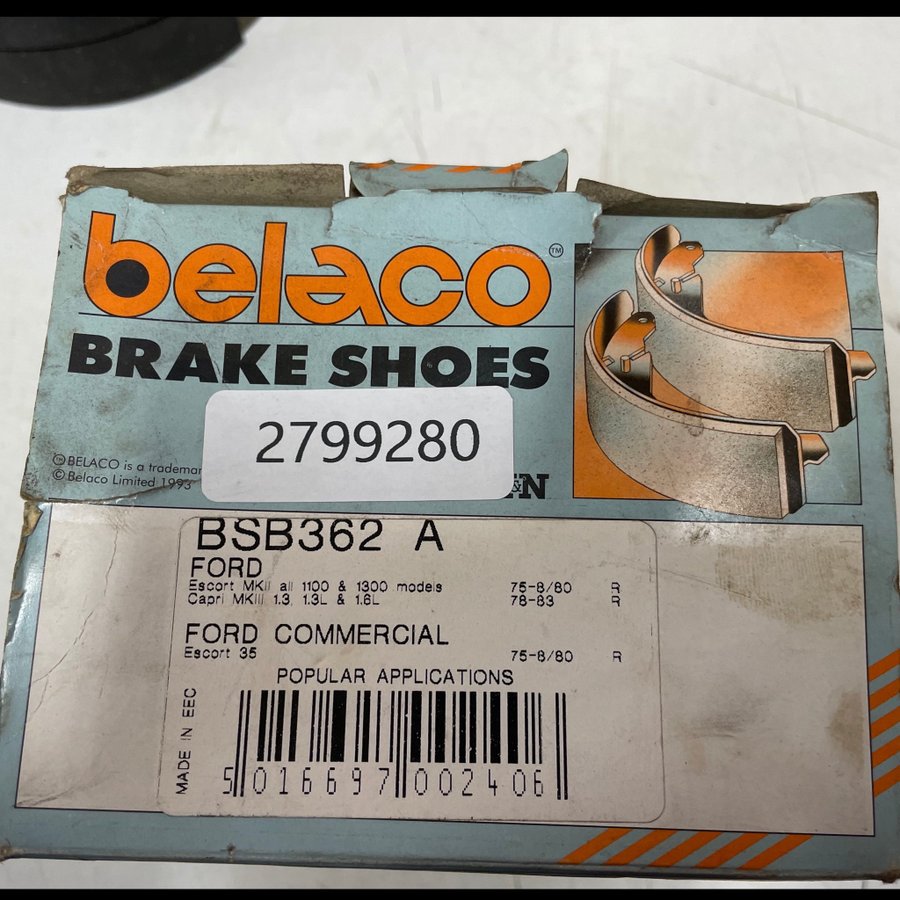 belaco™
BRAKE SHOES
2799280
™ BELACO is a
© Belaco Limited 1993
BSB362 A
FORD
Escort MKII all 1100 & 1300 models 75-8/80 R
Capri MKIII 1.3, 1.3L & 1.6L 78-83 R
FORD COMMERCIAL
Escort 35 75-8/80 R
POPULAR APPLICATIONS
MADE IN EEC
5 016697 002406